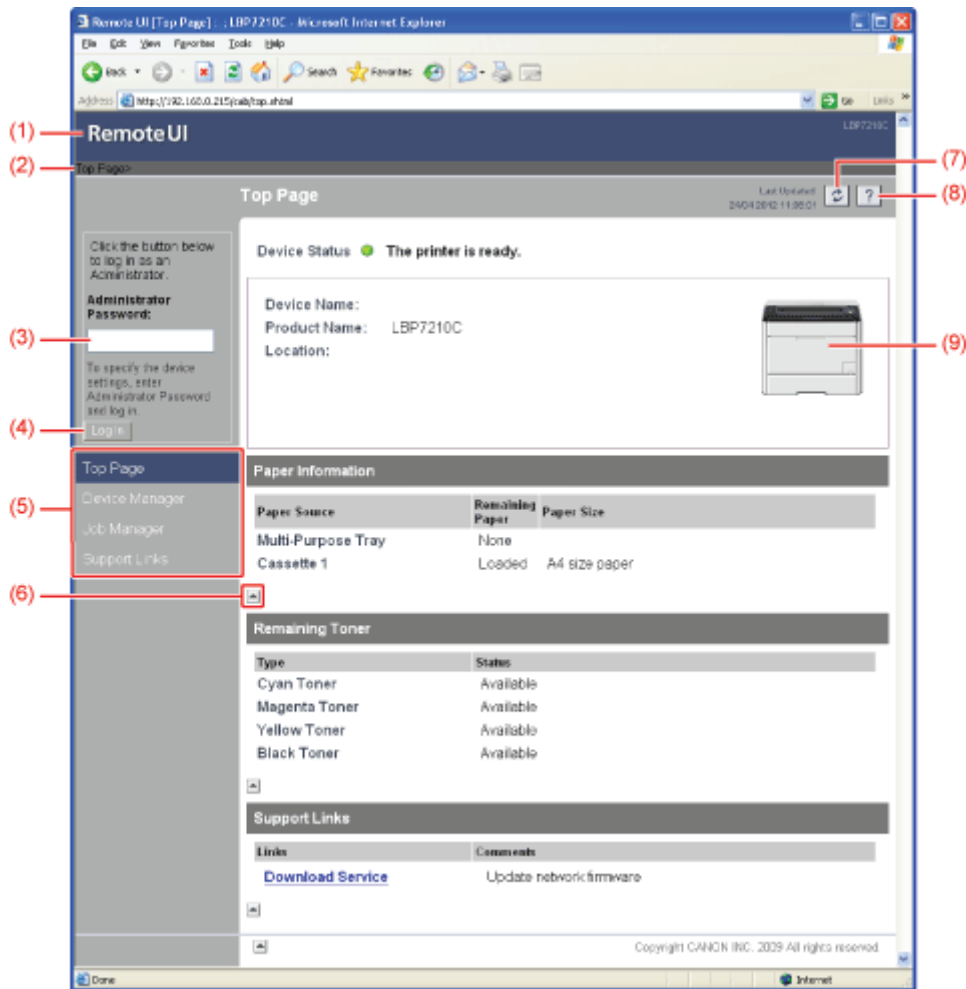 Remote UI [Top Page] : ; LBP7210C - Microsoft Internet Explorer
File Edit View Favorites Tools Help
Back Search Favorites
Address http://192.160.0.215/cab/top.shtml Go Links
(1) RemoteUI LBP7210C
(2) Top Page>
(7)
(8)
Top Page Last Updated
24/04/2012 11:06:01 ?
Click the button below
to log in as an
Administrator.
Administrator
Password:
(3)
To specify the device
settings, enter
Administrator Password
and log in.
(4) Log In
Device Status The printer is ready.
Device Name:
Product Name: LBP7210C
Location:
(9)
(5)
Top Page
Device Manager
Job Manager
Support Links
(6)
Paper Information
Paper Source Remaining Paper Paper Size
Multi-Purpose Tray None
Cassette 1 Loaded A4 size paper
Remaining Toner
Type Status
Cyan Toner Available
Magenta Toner Available
Yellow Toner Available
Black Toner Available
Support Links
Links Comments
Download Service Update network firmware
Copyright CANON INC. 2009 All rights reserved.
Done Internet